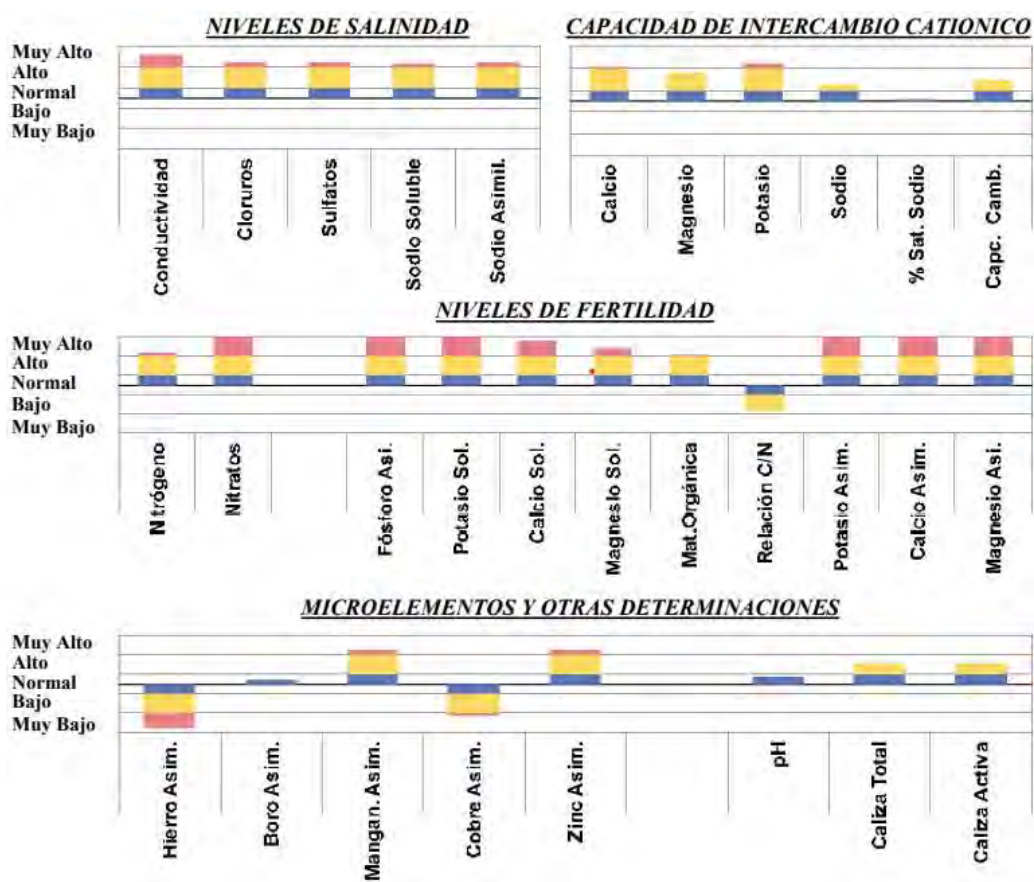 NIVELES DE SALINIDAD
CAPACIDAD DE INTERCAMBIO CATIONICO
Muy Alto
Alto
Normal
Bajo
Muy Bajo
Conductividad
Cloruros
Sulfatos
Sodio Soluble
Sodio Asimil.
Calcio
Magnesio
Potasio
Sodio
% Sat. Sodio
Capc. Camb.
NIVELES DE FERTILIDAD
Muy Alto
Alto
Normal
Bajo
Muy Bajo
Nitrógeno
Nitratos
Fósforo Asi.
Potasio Sol.
Calcio Sol.
Magnesio Sol.
Mat.Orgánica
Relación C/N
Potasio Asim.
Calcio Asim.
Magnesio Asi.
MICROELEMENTOS Y OTRAS DETERMINACIONES
Muy Alto
Alto
Normal
Bajo
Muy Bajo
Hierro Asim.
Boro Asim.
Mangan. Asim.
Cobre Asim.
Zinc Asim.
pH
Caliza Total
Caliza Activa